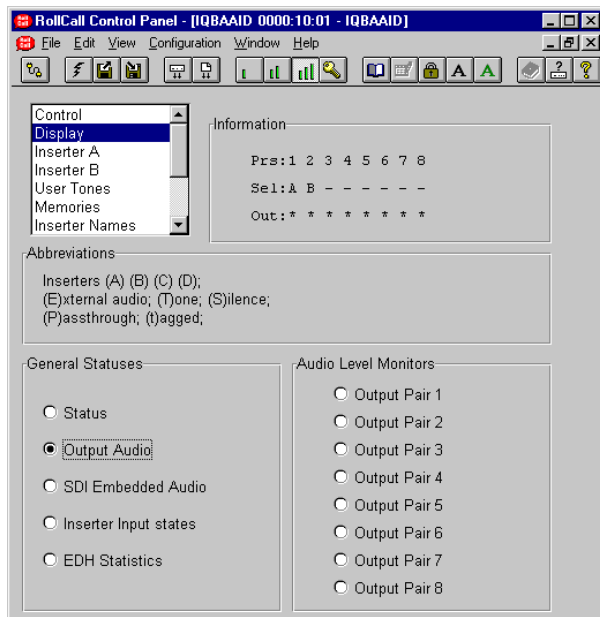 RollCall Control Panel - [IQBAAID 0000:10:01 - IQBAAID]
File Edit View Configuration Window Help
A A
Control
Display
Inserter A
Inserter B
User Tones
Memories
Inserter Names
Information
Prs:1 2 3 4 5 6 7 8
Sel:A B - - - - - -
Out:* * * * * * * *
Abbreviations
Inserters (A) (B) (C) (D);
(E)xternal audio; (T)one; (S)ilence;
(P)assthrough; (t)agged;
General Statuses
Status
Output Audio
SDI Embedded Audio
Inserter Input states
EDH Statistics
Audio Level Monitors
Output Pair 1
Output Pair 2
Output Pair 3
Output Pair 4
Output Pair 5
Output Pair 6
Output Pair 7
Output Pair 8